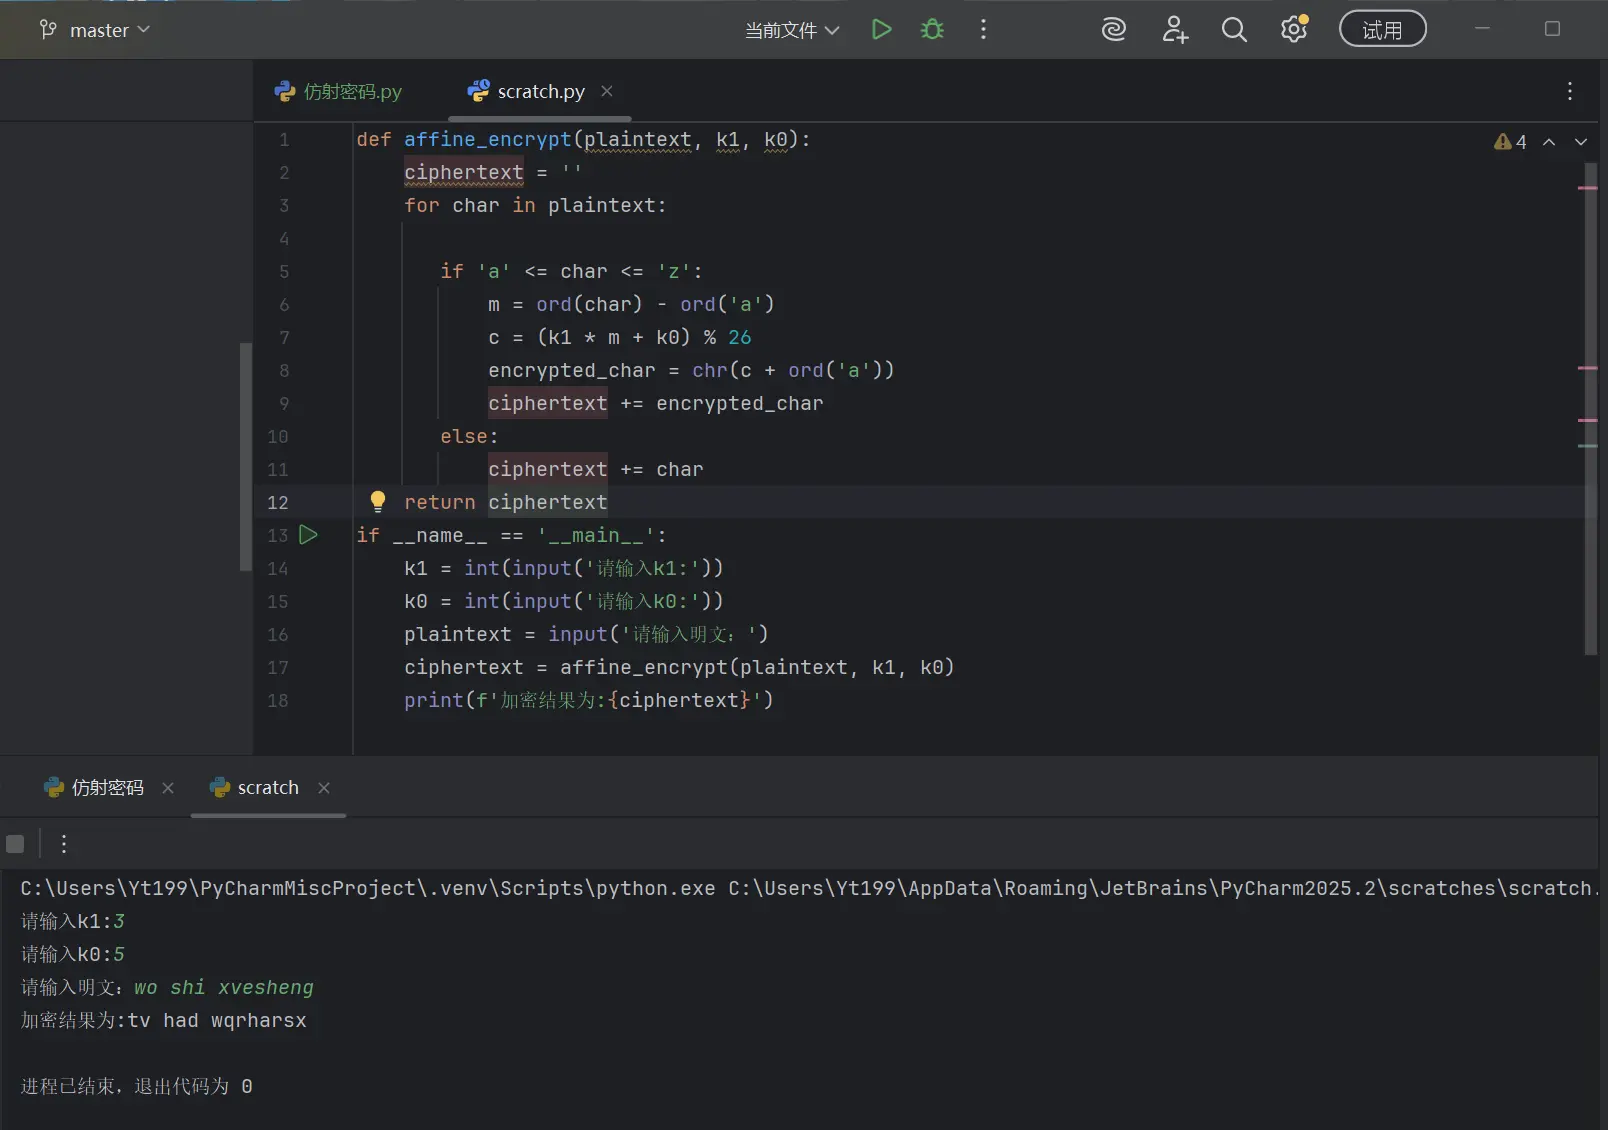 master 当前文件 试用
仿射密码.py scratch.py
1 def affine_encrypt(plaintext, k1, k0): 4
2 ciphertext = ''
3 for char in plaintext:
4
5 if 'a' <= char <= 'z':
6 m = ord(char) - ord('a')
7 c = (k1 * m + k0) % 26
8 encrypted_char = chr(c + ord('a'))
9 ciphertext += encrypted_char
10 else:
11 ciphertext += char
12 return ciphertext
13 if __name__ == '__main__':
14 k1 = int(input('请输入k1:'))
15 k0 = int(input('请输入k0:'))
16 plaintext = input('请输入明文：')
17 ciphertext = affine_encrypt(plaintext, k1, k0)
18 print(f'加密结果为:{ciphertext}')
仿射密码 scratch
C:\Users\Yt199\PyCharmMiscProject\.venv\Scripts\python.exe C:\Users\Yt199\AppData\Roaming\JetBrains\PyCharm2025.2\scratches\scratch.
请输入k1:3
请输入k0:5
请输入明文：wo shi xvesheng
加密结果为:tv had wqrharsx
进程已结束，退出代码为 0